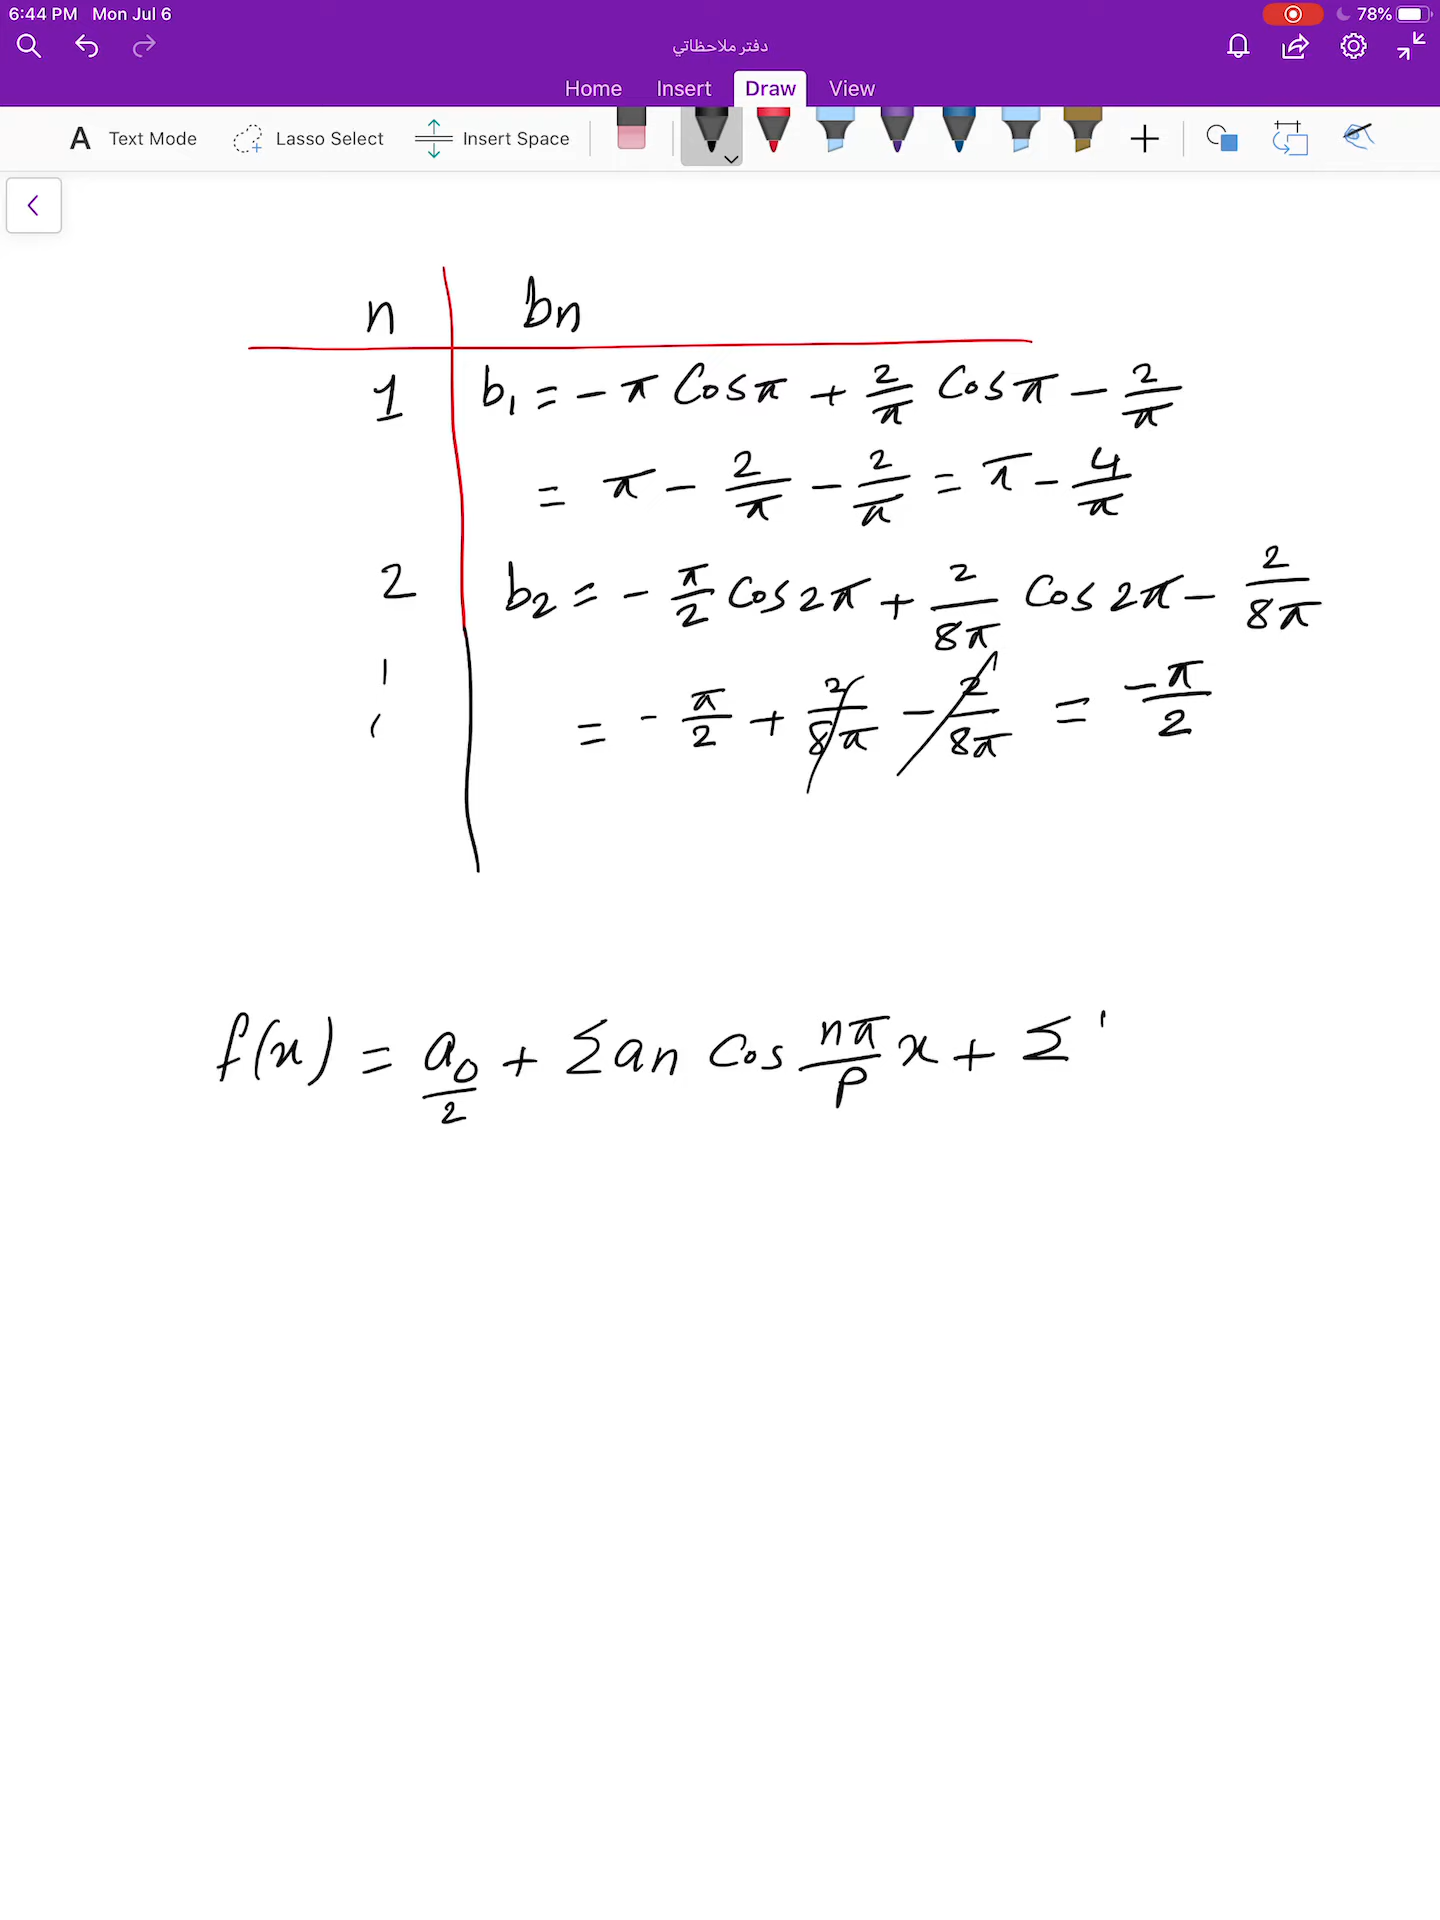 6:44 PM Mon Jul 6 78%
دفتر ملاحظاتي
Home Insert Draw View
A Text Mode Lasso Select Insert Space
n bn
1 b₁ = -π Cos π + 2/π Cos π - 2/π
= π - 2/π - 2/π = π - 4/π
2 b2 = - π/2 Cos 2π + 2/8π Cos 2π - 2/8π
= - π/2 + 2/8π - 2/8π = -π/2
f(x) = a₀/2 + Σ an Cos nπ/P x + Σ